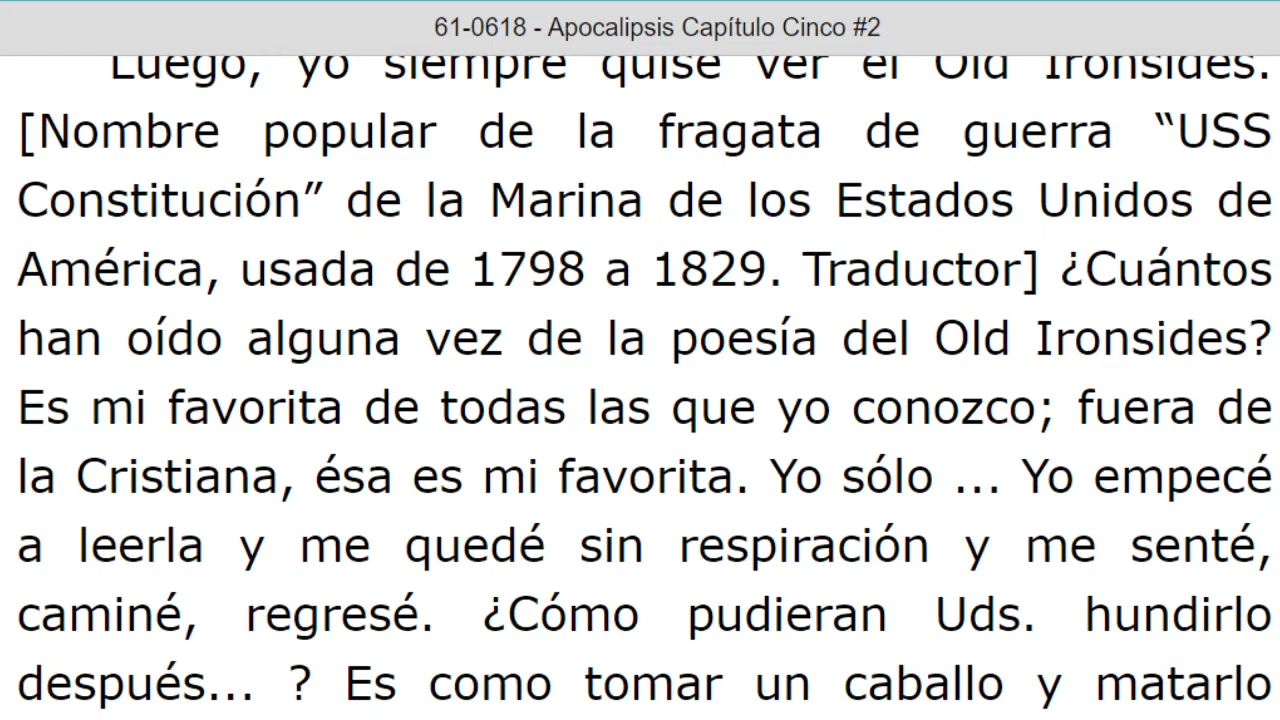 61-0618 - Apocalipsis Capítulo Cinco #2
Luego, yo siempre quise ver el Old Ironsides.
[Nombre popular de la fragata de guerra “USS
Constitución” de la Marina de los Estados Unidos de
América, usada de 1798 a 1829. Traductor] ¿Cuántos
han oído alguna vez de la poesía del Old Ironsides?
Es mi favorita de todas las que yo conozco; fuera de
la Cristiana, ésa es mi favorita. Yo sólo ... Yo empecé
a leerla y me quedé sin respiración y me senté,
caminé, regresé. ¿Cómo pudieran Uds. hundirlo
después... ? Es como tomar un caballo y matarlo